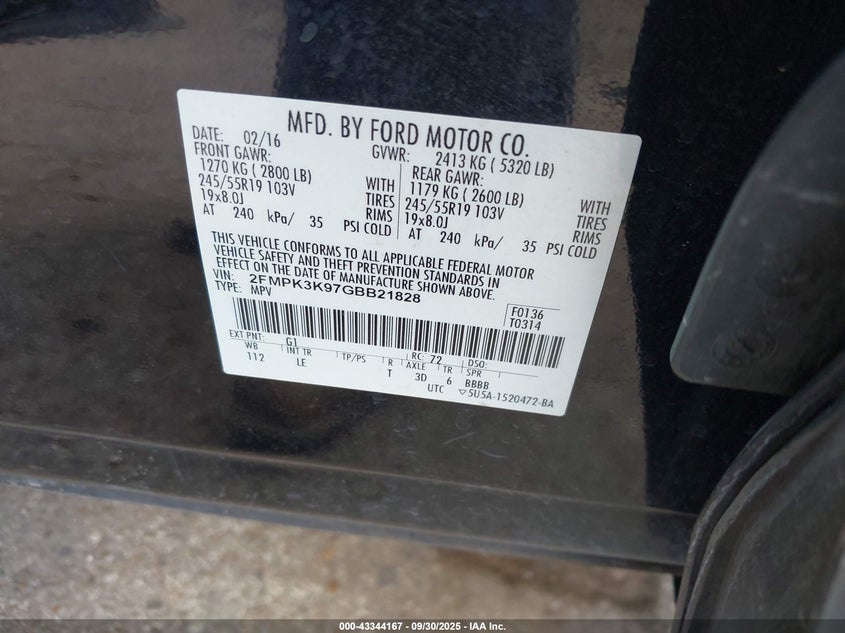 MFD. BY FORD MOTOR CO.
DATE: 02/16 GVWR: 2413 KG ( 5320 LB)
FRONT GAWR: REAR GAWR:
1270 KG ( 2800 LB) WITH 1179 KG ( 2600 LB) WITH
245/55R19 103V TIRES 245/55R19 103V TIRES
19x8.0J RIMS 19x8.0J RIMS
AT 240 kPa/ 35 PSI COLD AT 240 kPa/ 35 PSI COLD
THIS VEHICLE CONFORMS TO ALL APPLICABLE FEDERAL MOTOR
VEHICLE SAFETY AND THEFT PREVENTION STANDARDS IN
EFFECT ON THE DATE OF MANUFACTURE SHOWN ABOVE.
VIN: 2FMPK3K97GBB21828
TYPE: MPV
F0136
T0314
EXT PNT: G1 RC: 72 DSO:
WB INT TR TP/PS R AXLE TR SPR
112 LE T 3D 6 BBBB
UTC ▽5U5A-1520472-BA
000-43344167 - 09/30/2025 - IAA Inc.